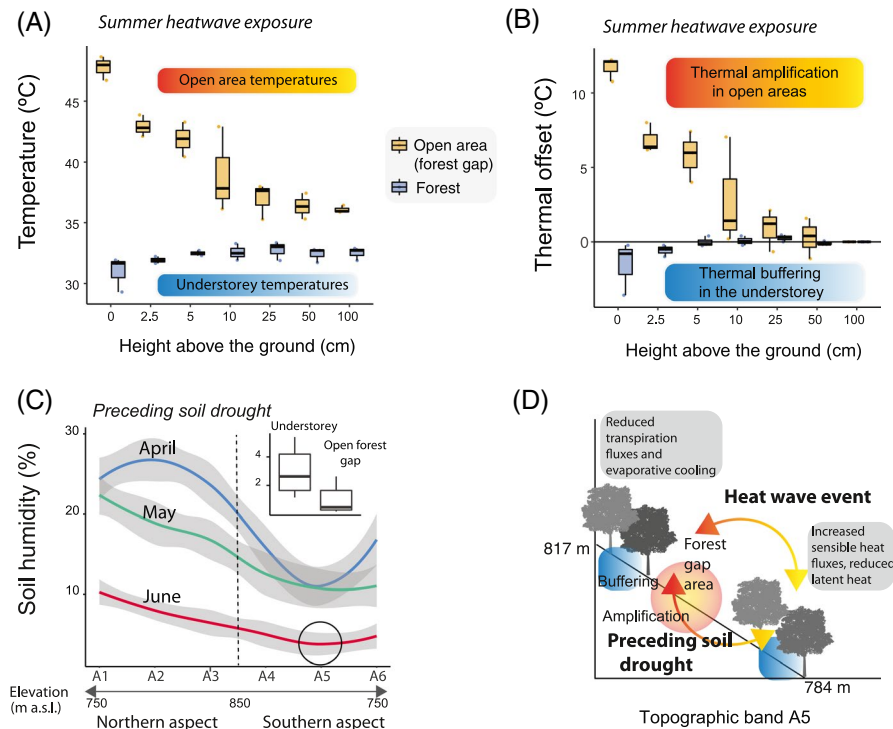 (A)
Summer heatwave exposure
Temperature (ºC)
45
40
35
30
Open area temperatures
Understorey temperatures
0
2.5
5
10
25
50
100
Height above the ground (cm)
Open area
(forest gap)
Forest
(B)
Summer heatwave exposure
Thermal offset (ºC)
10
5
0
Thermal amplification
in open areas
Thermal buffering
in the understorey
0
2.5
5
10
25
50
100
Height above the ground (cm)
(C)
Preceding soil drought
Soil humidity (%)
30
20
10
April
May
June
Understorey
Open forest
gap
4
2
A1
A2
A3
A4
A5
A6
Elevation
(m a.s.l.)
750
850
750
Northern aspect
Southern aspect
(D)
Reduced
transpiration
fluxes and
evaporative cooling
Heat wave event
Increased
sensible heat
fluxes, reduced
latent heat
817 m
Forest
gap
area
Buffering
Amplification
Preceding soil
drought
784 m
Topographic band A5